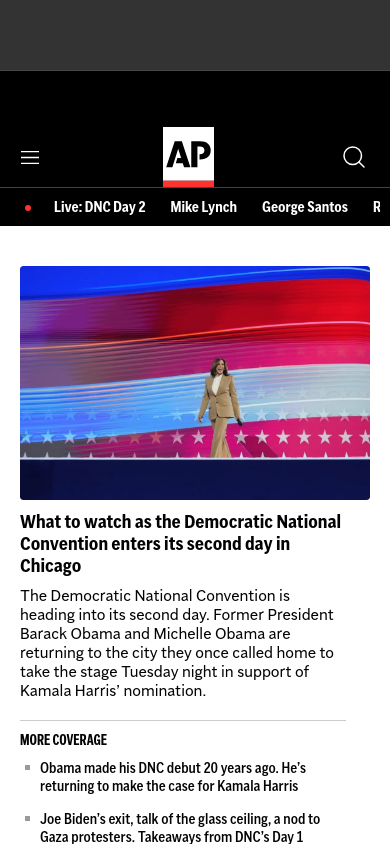 AP
Live: DNC Day 2
Mike Lynch
George Santos
R
What to watch as the Democratic National
Convention enters its second day in
Chicago
The Democratic National Convention is
heading into its second day. Former President
Barack Obama and Michelle Obama are
returning to the city they once called home to
take the stage Tuesday night in support of
Kamala Harris’ nomination.
MORE COVERAGE
Obama made his DNC debut 20 years ago. He’s
returning to make the case for Kamala Harris
Joe Biden’s exit, talk of the glass ceiling, a nod to
Gaza protesters. Takeaways from DNC’s Day 1